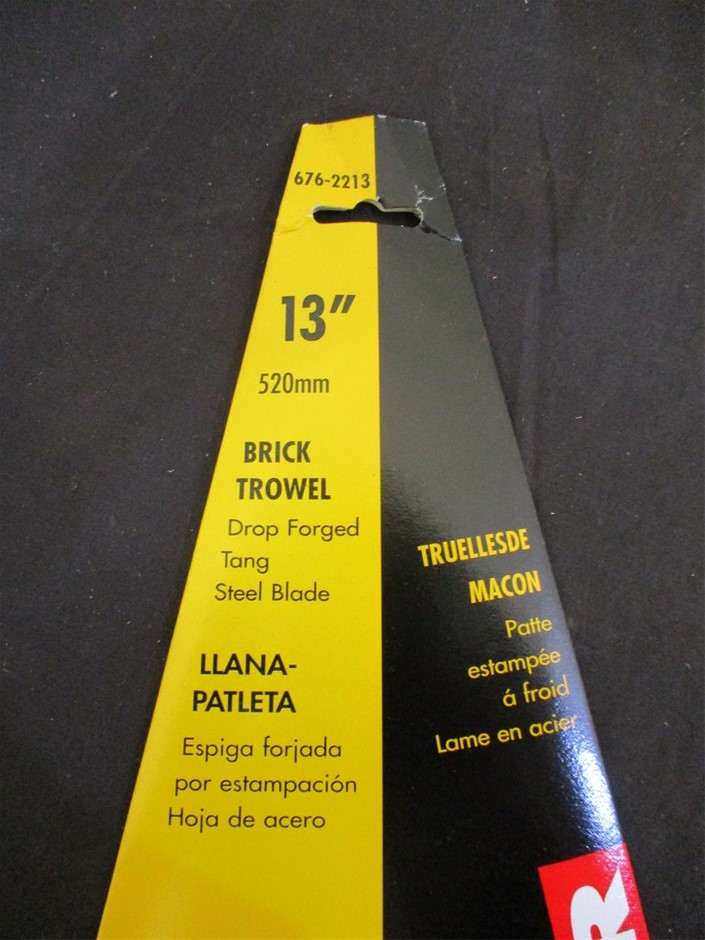 676-2213
13″
520mm
BRICK
TROWEL
Drop Forged
Tang
Steel Blade
LLANA-
PATLETA
Espiga forjada
por estampación
Hoja de acero
TRUELLESDE
MACON
Patte
estampée
á froid
Lame en acier
R